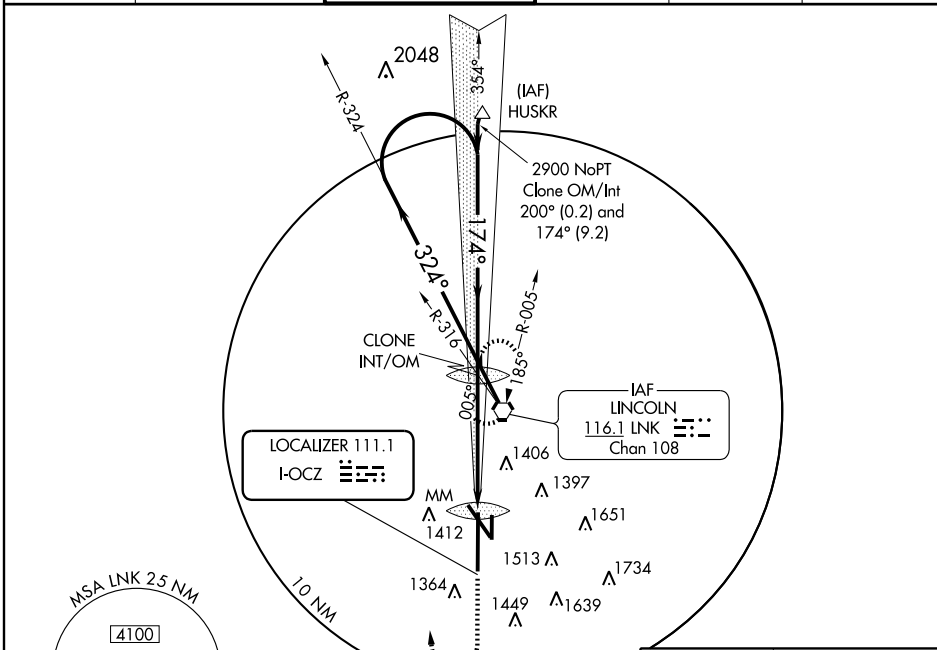 2048
354°
(IAF)
HUSKR
R-324
2900 NoPT
Clone OM/Int
200° (0.2) and
174° (9.2)
174°
324°
R-316
R-005
185°
CLONE
INT/OM
005°
IAF
LINCOLN
116.1 LNK
Chan 108
LOCALIZER 111.1
I-OCZ
MM
1406
1397
1412
1651
1513
1734
1364
1639
1449
10 NM
MSA LNK 25 NM
4100